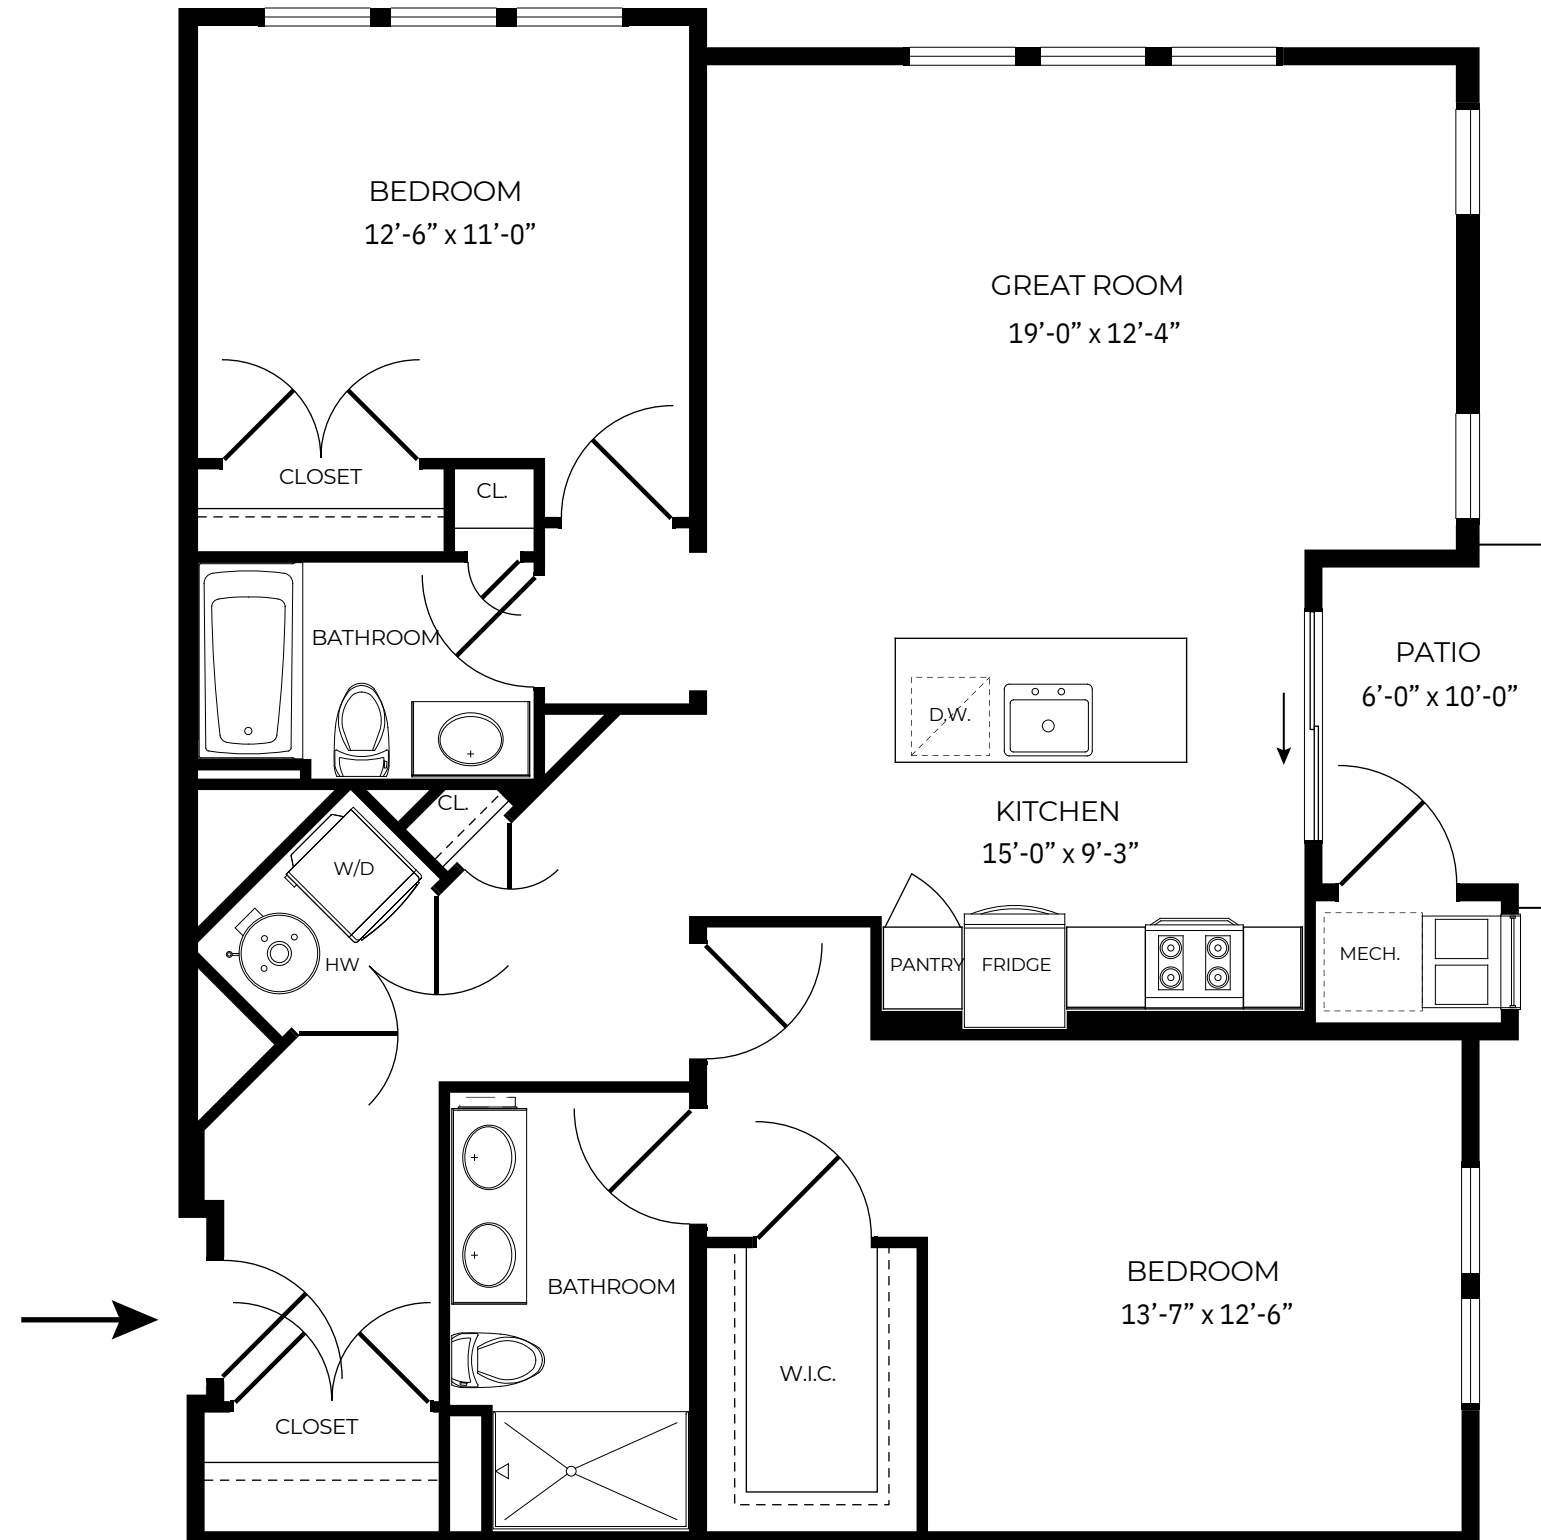 BEDROOM
12’-6” x 11’-0”
GREAT ROOM
19’-0” x 12’-4”
CLOSET
CL.
BATHROOM
PATIO
6’-0” x 10’-0”
D.W.
CL.
KITCHEN
15’-0” x 9’-3”
W/D
HW
PANTRY
FRIDGE
MECH.
BEDROOM
13’-7” x 12’-6”
BATHROOM
W.I.C.
CLOSET